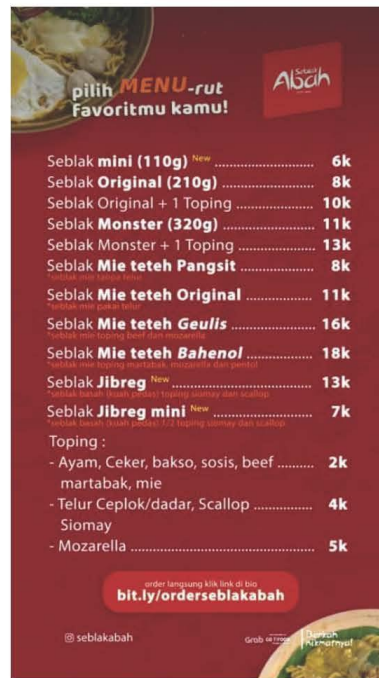 pilih MENU-rut
Favoritmu kamu!
Seblak
Abah
Seblak mini (110g) New ........................ 6k
Seblak Original (210g) ...................... 8k
Seblak Original + 1 Toping .................. 10k
Seblak Monster (320g) ...................... 11k
Seblak Monster + 1 Toping ................. 13k
Seblak Mie teteh Pangsit ................... 8k
*seblak mie tanpa telur
Seblak Mie teteh Original ................. 11k
*seblak mie pakai telur
Seblak Mie teteh Geulis ................... 16k
*seblak mie toping beef dan mozarella
Seblak Mie teteh Bahenol ................. 18k
*seblak mie toping martabak, mozarella dan pentol
Seblak Jibreg New ............................... 13k
*seblak basah (kuah pedas) toping siomay dan scallop
Seblak Jibreg mini New ....................... 7k
*seblak basah (kuah pedas) 1/2 toping siomay dan scallop
Toping :
- Ayam, Ceker, bakso, sosis, beef ......... 2k
martabak, mie
- Telur Ceplok/dadar, Scallop .............. 4k
Siomay
- Mozarella ......................................... 5k
order langsung klik link di bio
bit.ly/orderseblakabah
seblakabah
Grab
Berkah
nikmatnya!